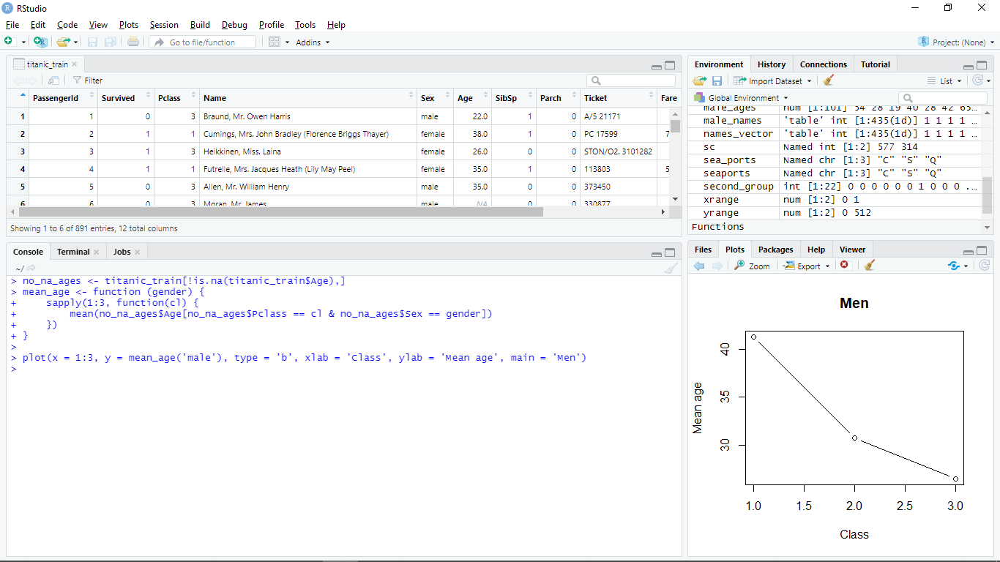 RStudio
File Edit Code View Plots Session Build Debug Profile Tools Help
Go to file/function Addins Project: (None)
titanic_train
Filter
PassengerId Survived Pclass Name Sex Age SibSp Parch Ticket Fare
1 1 0 3 Braund, Mr. Owen Harris male 22.0 1 0 A/5 21171
2 2 1 1 Cumings, Mrs. John Bradley (Florence Briggs Thayer) female 38.0 1 0 PC 17599 7
3 3 1 3 Heikkinen, Miss. Laina female 26.0 0 0 STON/O2. 3101282
4 4 1 1 Futrelle, Mrs. Jacques Heath (Lily May Peel) female 35.0 1 0 113803 5
5 5 0 3 Allen, Mr. William Henry male 35.0 0 0 373450
6 6 0 3 Moran, Mr. James male NA 0 0 330877
Showing 1 to 6 of 891 entries, 12 total columns
Console Terminal Jobs
~/
> no_na_ages <- titanic_train[!is.na(titanic_train$Age),]
> mean_age <- function (gender) {
+     sapply(1:3, function(cl) {
+         mean(no_na_ages$Age[no_na_ages$Pclass == cl & no_na_ages$Sex == gender])
+     })
+ }
>
> plot(x = 1:3, y = mean_age('male'), type = 'b', xlab = 'Class', ylab = 'Mean age', main = 'Men')
>
Environment History Connections Tutorial
Import Dataset List
Global Environment
male_ages num [1:101] 54 28 19 40 28 42 65...
male_names 'table' int [1:435(1d)] 1 1 1 1 ...
names_vector 'table' int [1:435(1d)] 1 1 1 1 ...
sc Named int [1:2] 577 314
sea_ports Named chr [1:3] "C" "S" "Q"
seaports Named chr [1:3] "C" "S" "Q"
second_group int [1:22] 0 0 0 0 0 0 1 0 0 0 ...
xrange num [1:2] 0 1
yrange num [1:2] 0 512
Functions
Files Plots Packages Help Viewer
Zoom Export
Men
Mean age
40
35
30
1.0 1.5 2.0 2.5 3.0
Class